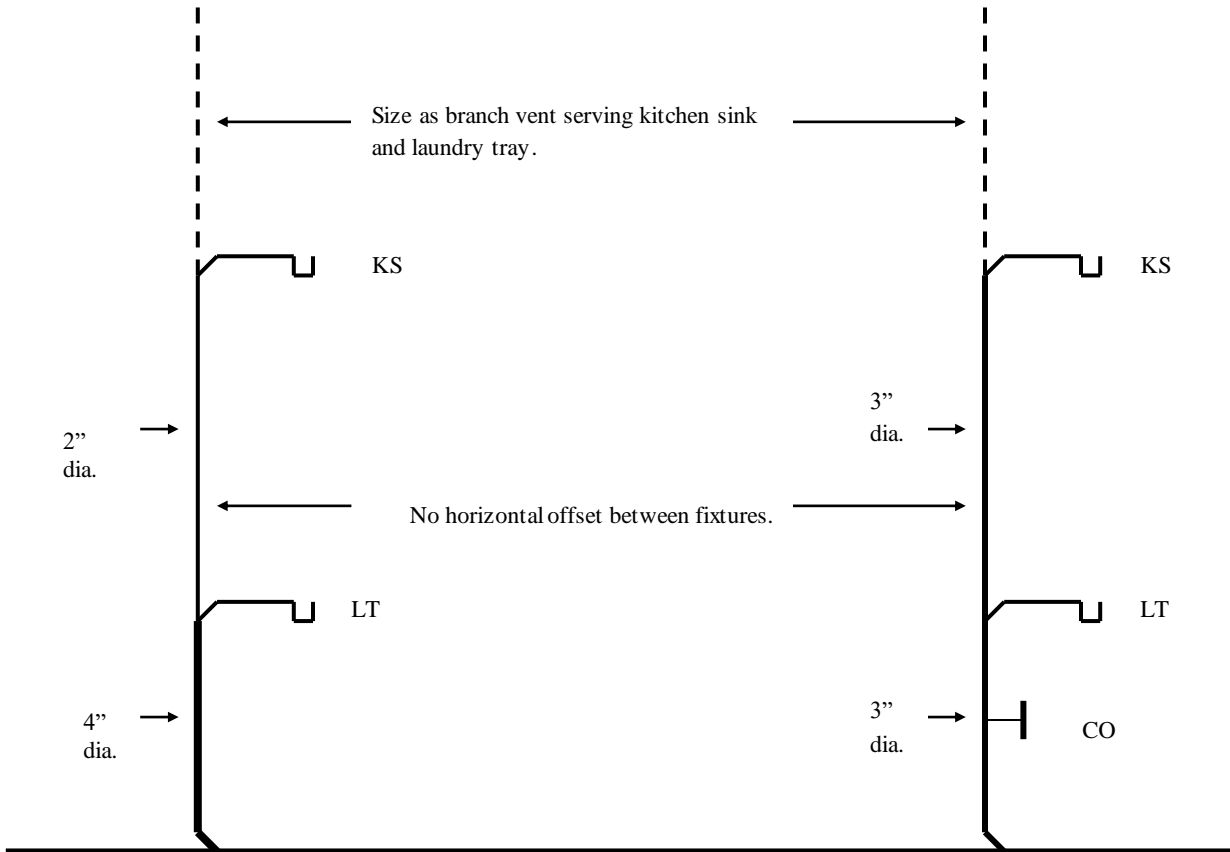 Size as branch vent serving kitchen sink
and laundry tray.
KS
KS
2”
dia.
3”
dia.
No horizontal offset between fixtures.
LT
LT
4”
dia.
3”
dia.
CO